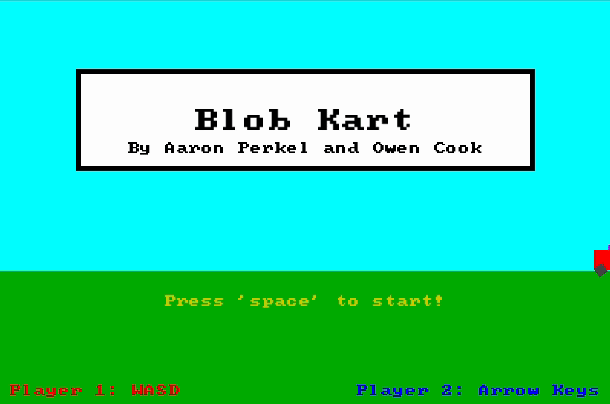 Blob Kart
By Aaron Perkel and Owen Cook
Press 'space' to start!
Player 1: WASD
Player 2: Arrow Keys